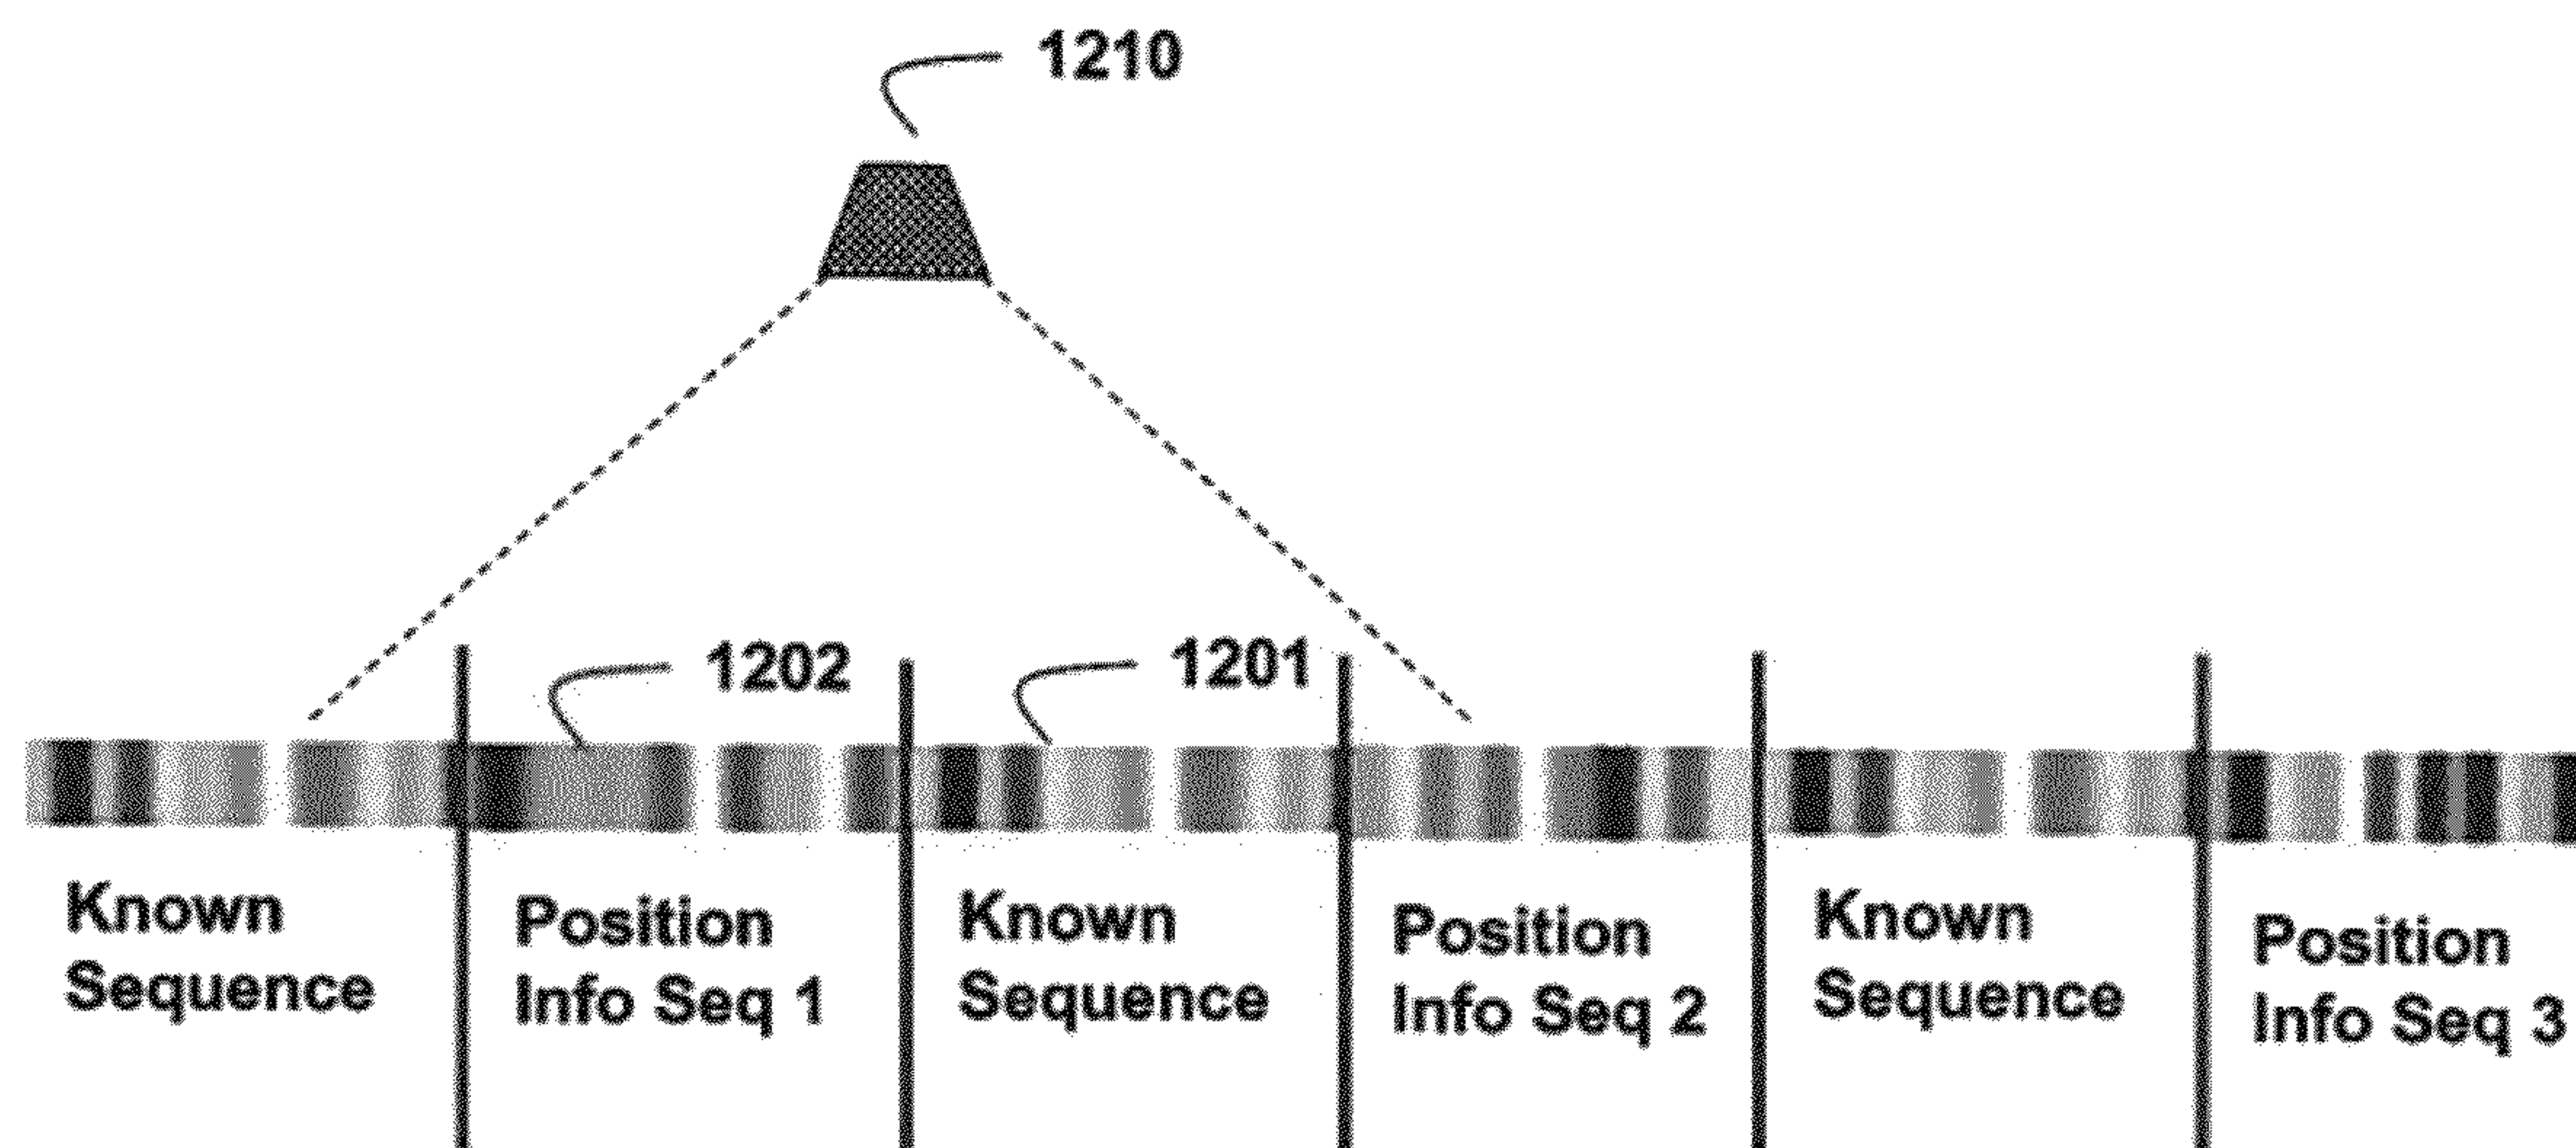 1210
1202
1201
Known
Sequence
Position
Info Seq 1
Known
Sequence
Position
Info Seq 2
Known
Sequence
Position
Info Seq 3